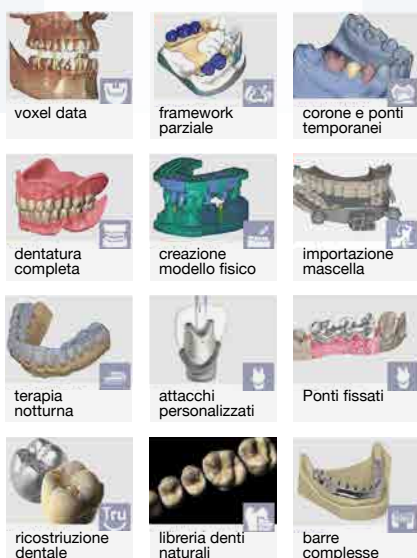 voxel data
framework
parziale
corone e ponti
temporanei
dentatura
completa
creazione
modello fisico
importazione
mascella
terapia
notturna
attacchi
personalizzati
Ponti fissati
Tru
ricostruzione
dentale
libreria denti
naturali
barre
complesse